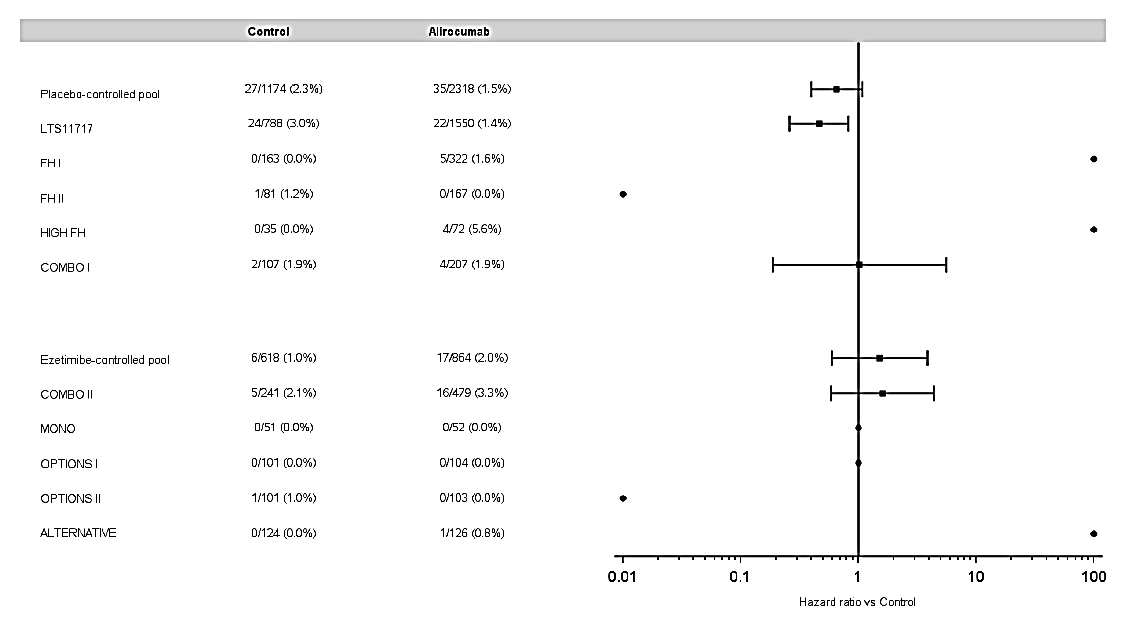 Control Alirocumab
Placebo-controlled pool 27/1174 (2.3%) 35/2318 (1.5%)
LTS11717 24/788 (3.0%) 22/1550 (1.4%)
FH I 0/163 (0.0%) 5/322 (1.6%)
FH II 1/81 (1.2%) 0/167 (0.0%)
HIGH FH 0/35 (0.0%) 4/72 (5.6%)
COMBO I 2/107 (1.9%) 4/207 (1.9%)
Ezetimibe-controlled pool 6/618 (1.0%) 17/864 (2.0%)
COMBO II 5/241 (2.1%) 16/479 (3.3%)
MONO 0/51 (0.0%) 0/52 (0.0%)
OPTIONS I 0/101 (0.0%) 0/104 (0.0%)
OPTIONS II 1/101 (1.0%) 0/103 (0.0%)
ALTERNATIVE 0/124 (0.0%) 1/126 (0.8%)
0.01 0.1 1 10 100
Hazard ratio vs Control